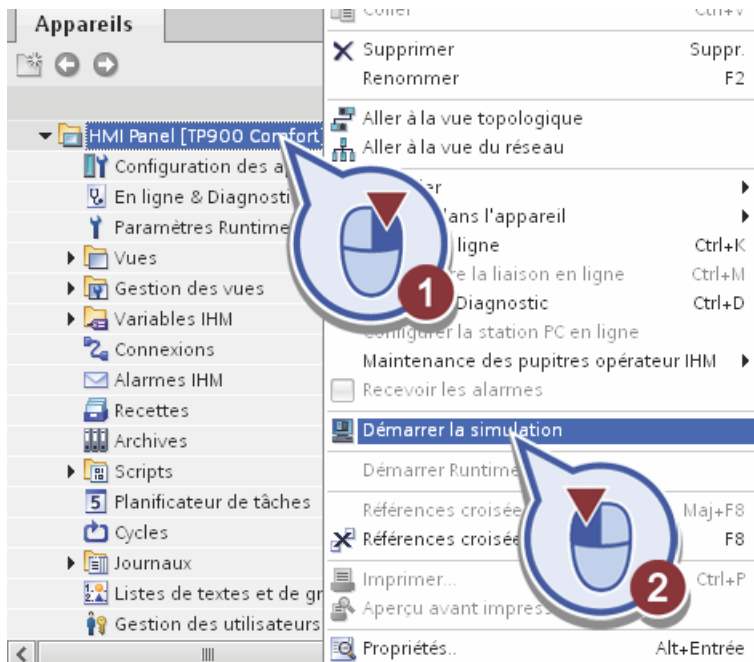 Appareils
HMI Panel [TP900 Comfort]
Configuration des
En ligne &
Paramètres Runtime
Vues
Gestion des vues
Variables IHM
Connexions
Alarmes IHM
Recettes
Archives
Scripts
Planificateur de tâches
Cycles
Journaux
Listes de textes et de gr
Gestion des utilisateurs
Copier Ctrl+V
Supprimer Suppr.
Renommer F2
Aller à la vue topologique
Aller à la vue du réseau
dans l'appareil
ligne Ctrl+K
la liaison en ligne Ctrl+M
Diagnostic Ctrl+D
Configurer la station PC en ligne
Maintenance des pupitres opérateur IHM
Recevoir les alarmes
Démarrer la simulation
Démarrer Runtime
Références croisée Maj+F8
Références croisée F8
Imprimer... Ctrl+P
Aperçu avant impress
Propriétés.. Alt+Entrée
1
2